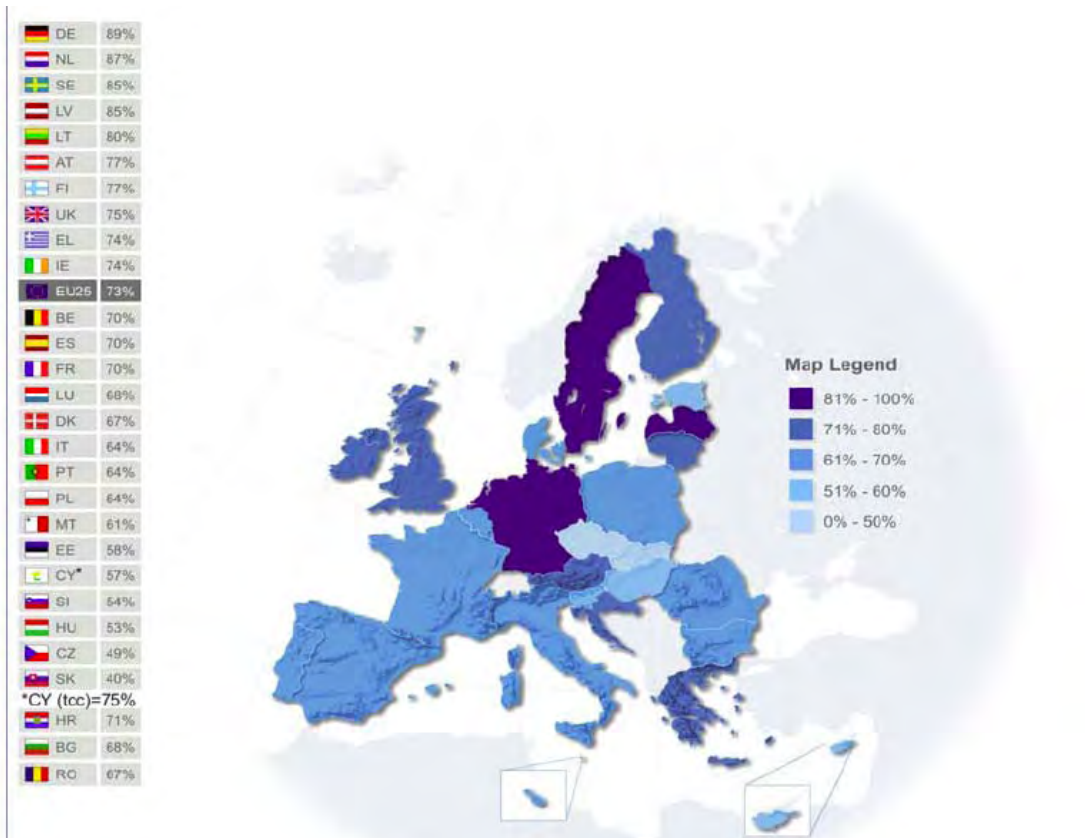 DE 89%
NL 87%
SE 85%
LV 85%
LT 80%
AT 77%
FI 77%
UK 75%
EL 74%
IE 74%
EU25 73%
BE 70%
ES 70%
FR 70%
LU 68%
DK 67%
IT 64%
PT 64%
PL 64%
MT 61%
EE 58%
CY* 57%
SI 54%
HU 53%
CZ 49%
SK 40%
*CY (tcc)=75%
HR 71%
BG 68%
RO 67%
Map Legend
81% - 100%
71% - 80%
61% - 70%
51% - 60%
0% - 50%